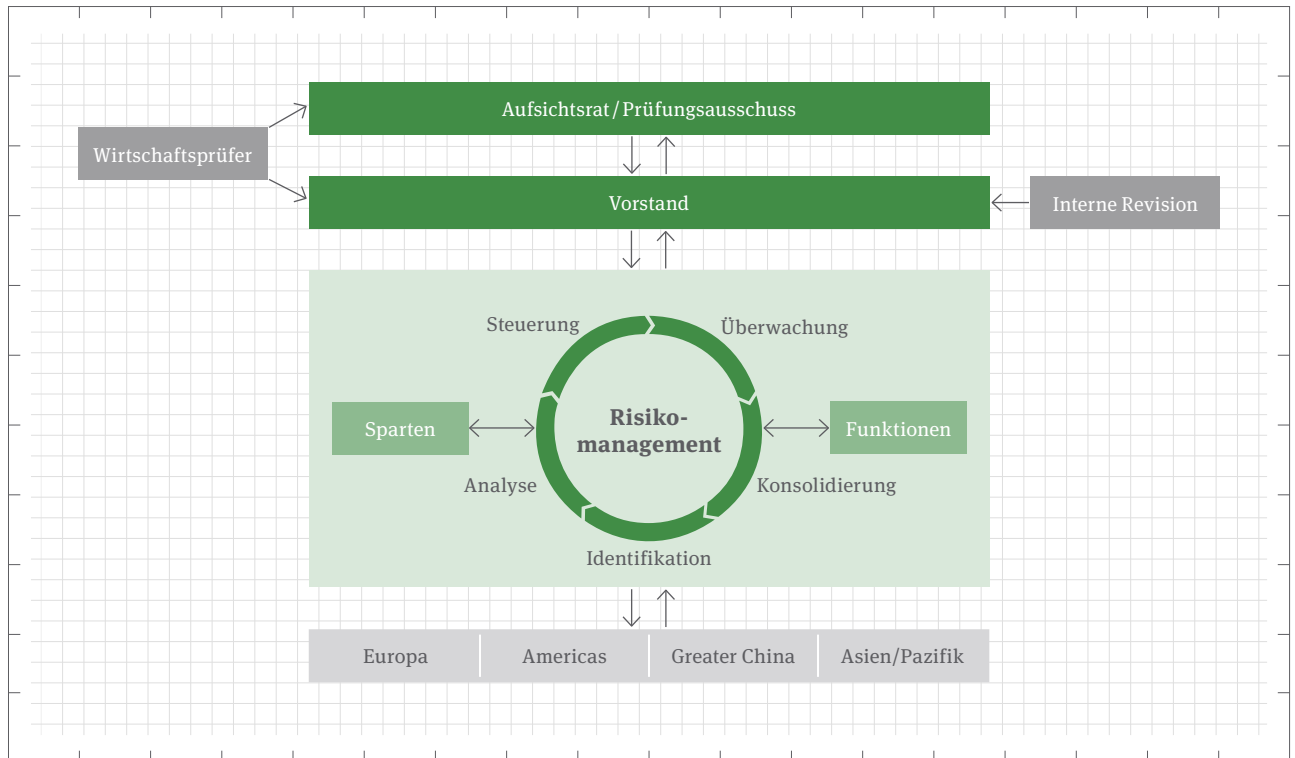 Aufsichtsrat / Prüfungsausschuss
Wirtschaftsprüfer
Vorstand
Interne Revision
Steuerung
Überwachung
Sparten
Risiko-
management
Funktionen
Analyse
Konsolidierung
Identifikation
Europa
Americas
Greater China
Asien/Pazifik